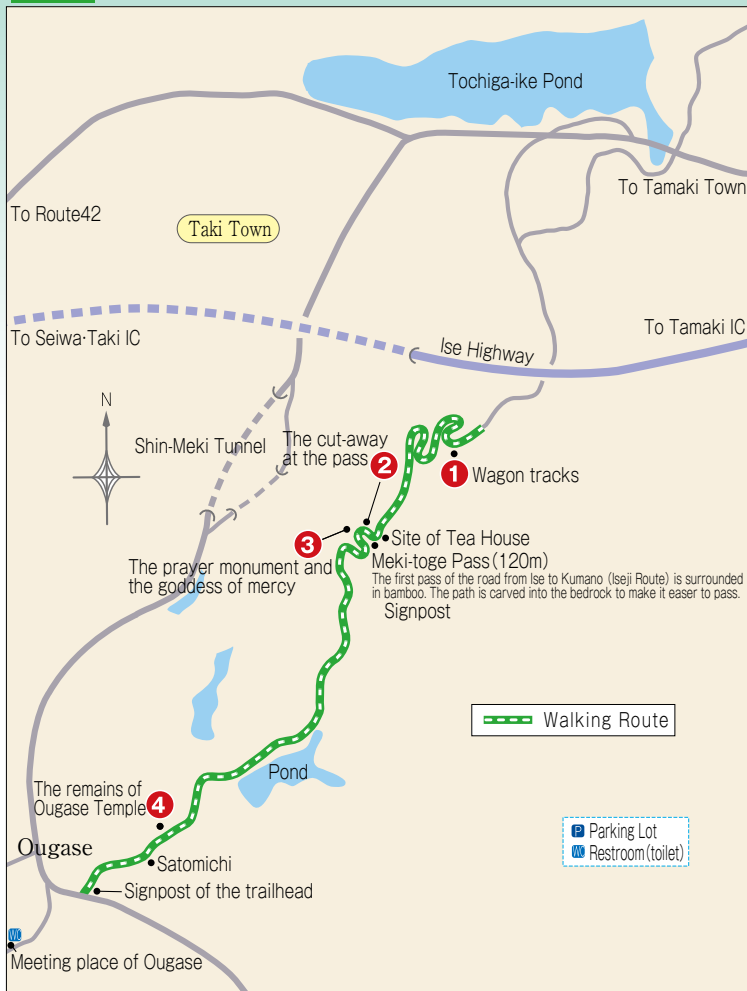 Tochiga-ike Pond
To Tamaki Town
To Route42
Taki Town
To Seiwa·Taki IC
Ise Highway
To Tamaki IC
N
Shin-Meki Tunnel
The cut-away
at the pass 2
1 Wagon tracks
3
Site of Tea House
Meki-toge Pass(120m)
The first pass of the road from Ise to Kumano (Iseji Route) is surrounded
in bamboo. The path is carved into the bedrock to make it easier to pass.
Signpost
The prayer monument and
the goddess of mercy
Walking Route
Pond
The remains of
Ougase Temple 4
Ougase
Satomichi
Signpost of the trailhead
P Parking Lot
WC Restroom(toilet)
WC
Meeting place of Ougase